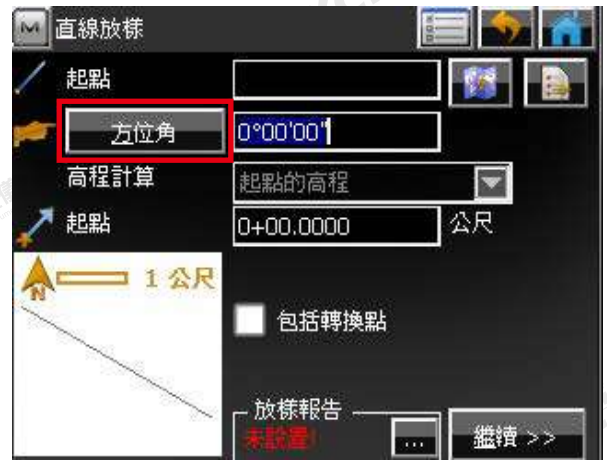 直線放樣
起點
方位角 0°00'00"
高程計算 起點的高程
起點 0+00.0000 公尺
N 1 公尺
包括轉換點
放樣報告
未設置! ... 繼續 >>